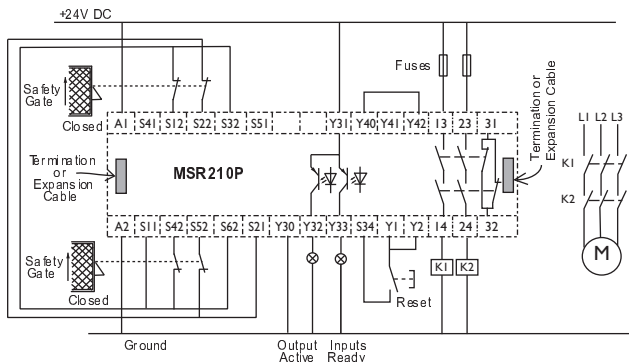 +24V DC
Fuses
Termination or
Expansion Cable
Safety
Gate
Closed
A1 S41 S12 S22 S32 S51 Y31 Y40 Y41 Y42 13 23 31
L1 L2 L3
Termination
or
Expansion
Cable
MSR210P
K1
K2
M
A2 S11 S42 S52 S62 S21 Y30 Y32 Y33 S34 Y1 Y2 14 24 32
Safety
Gate
Closed
K1 K2
Reset
Ground
Output
Active
Inputs
Ready